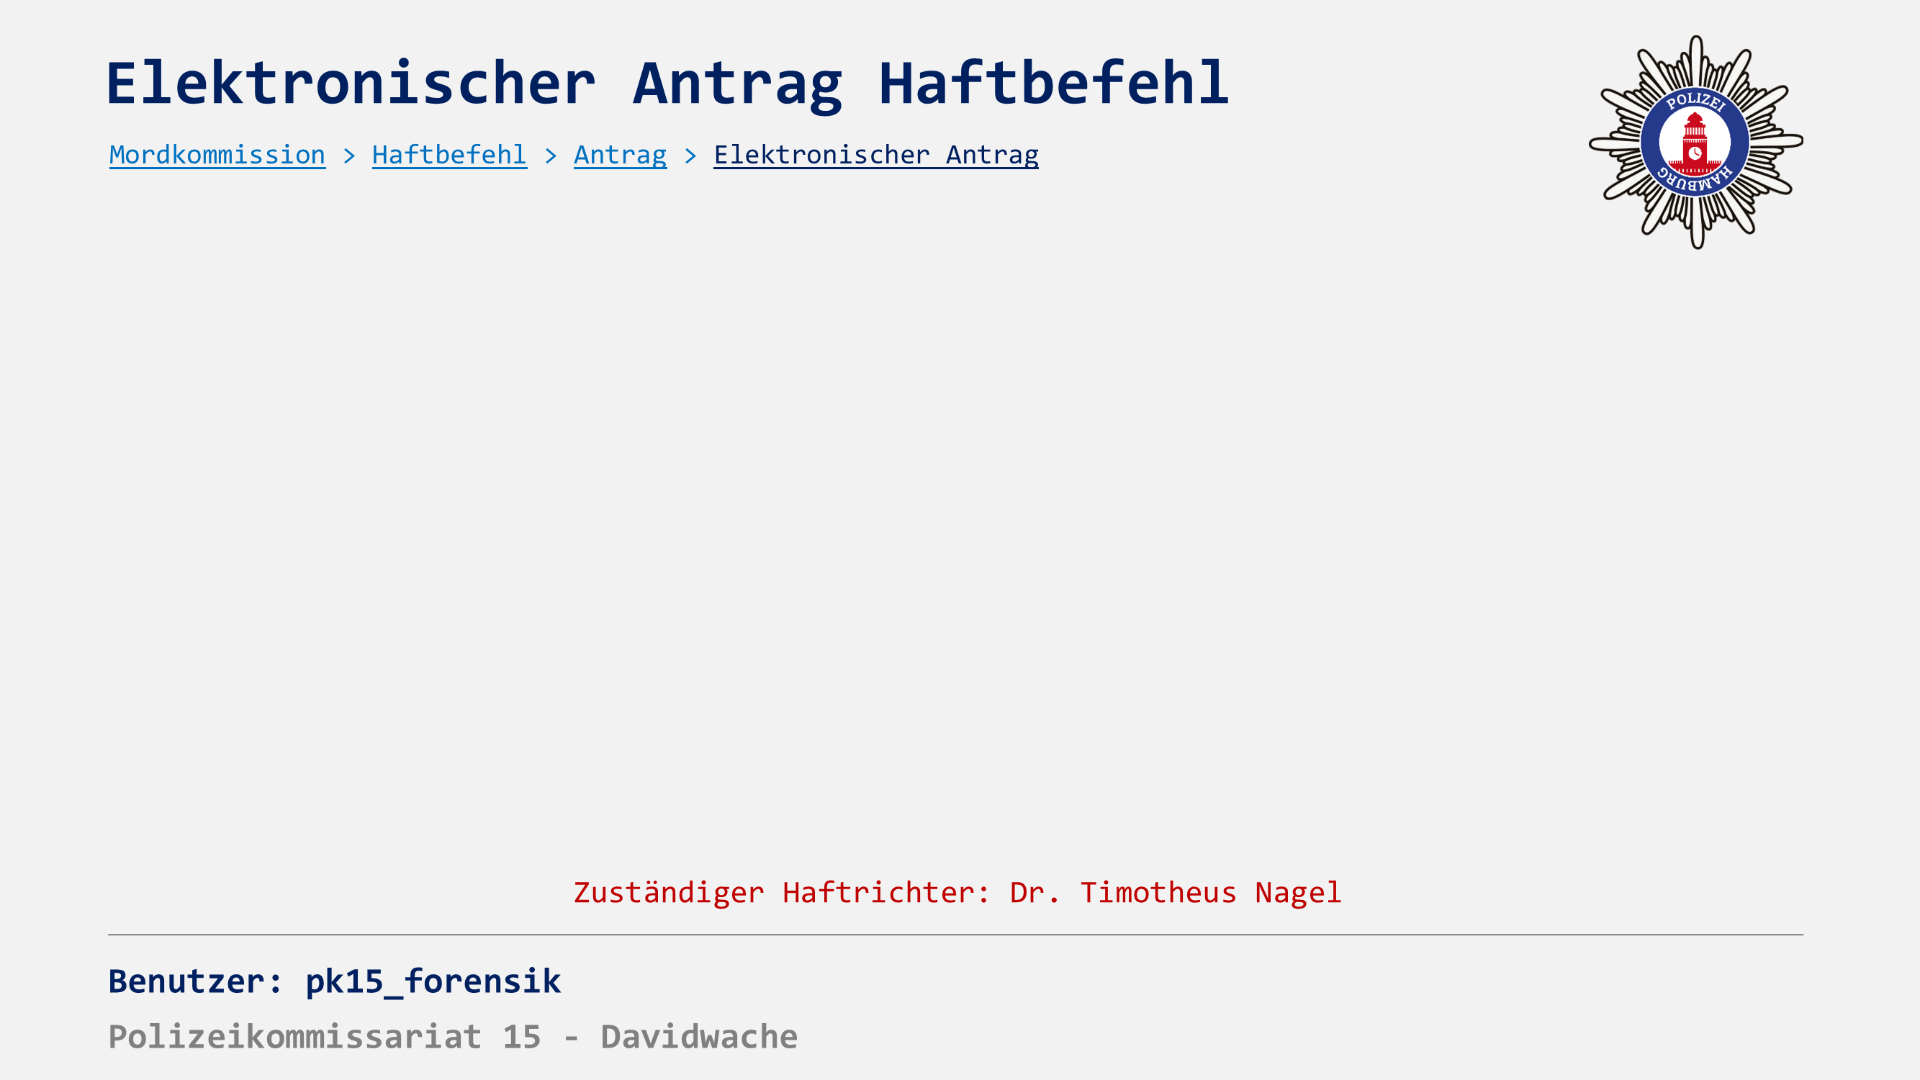 Elektronischer Antrag Haftbefehl
Mordkommission > Haftbefehl > Antrag > Elektronischer Antrag
POLIZEI
HAMBURG
Zuständiger Haftrichter: Dr. Timotheus Nagel
Benutzer: pk15_forensik
Polizeikommissariat 15 - Davidwache